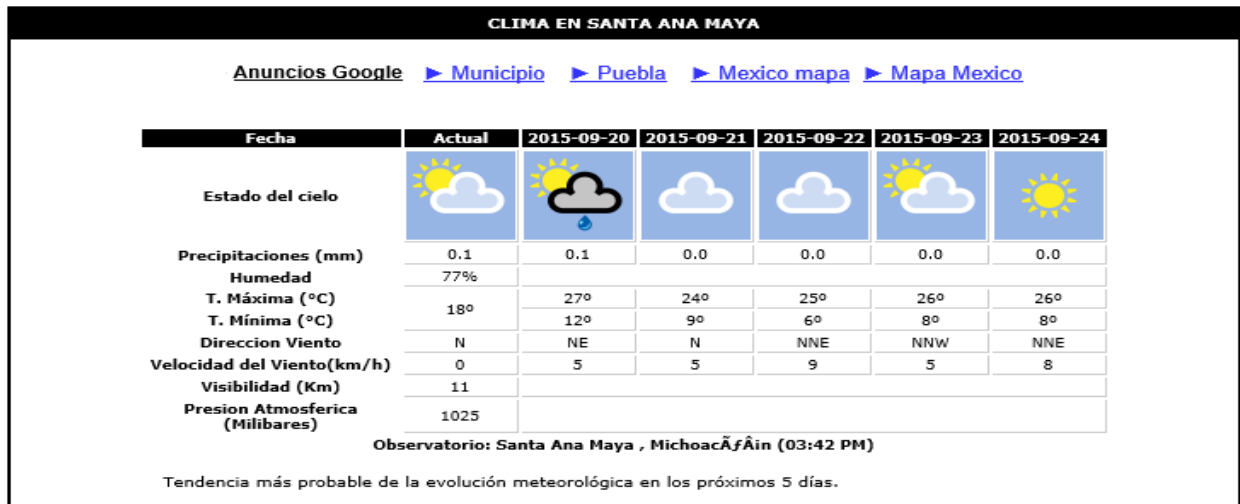 CLIMA EN SANTA ANA MAYA
Anuncios Google ► Municipio ► Puebla ► Mexico mapa ► Mapa Mexico
Fecha Actual 2015-09-20 2015-09-21 2015-09-22 2015-09-23 2015-09-24
Estado del cielo
Precipitaciones (mm) 0.1 0.1 0.0 0.0 0.0 0.0
Humedad 77%
T. Máxima (°C) 18º 27º 24º 25º 26º 26º
T. Mínima (°C) 12º 9º 6º 8º 8º
Direccion Viento N NE N NNE NNW NNE
Velocidad del Viento(km/h) 0 5 5 9 5 8
Visibilidad (Km) 11
Presion Atmosferica
(Milibares) 1025
Observatorio: Santa Ana Maya , MichoacÃƒÂin (03:42 PM)
Tendencia más probable de la evolución meteorológica en los próximos 5 días.